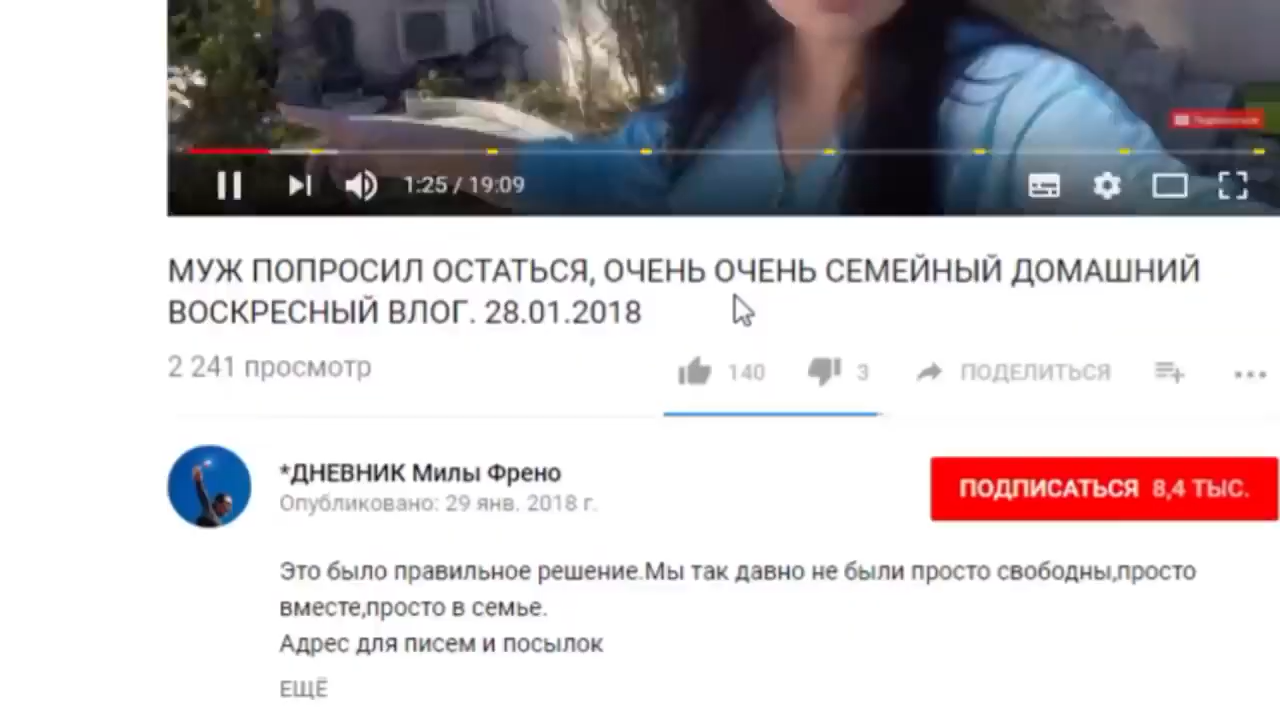 1:25 / 19:09
МУЖ ПОПРОСИЛ ОСТАТЬСЯ, ОЧЕНЬ ОЧЕНЬ СЕМЕЙНЫЙ ДОМАШНИЙ
ВОСКРЕСНЫЙ ВЛОГ. 28.01.2018
2 241 просмотр
140 3 ПОДЕЛИТЬСЯ
*ДНЕВНИК Милы Френо
Опубликовано: 29 янв. 2018 г.
ПОДПИСАТЬСЯ 8,4 ТЫС.
Это было правильное решение.Мы так давно не были просто свободны,просто
вместе,просто в семье.
Адрес для писем и посылок
ЕЩЁ